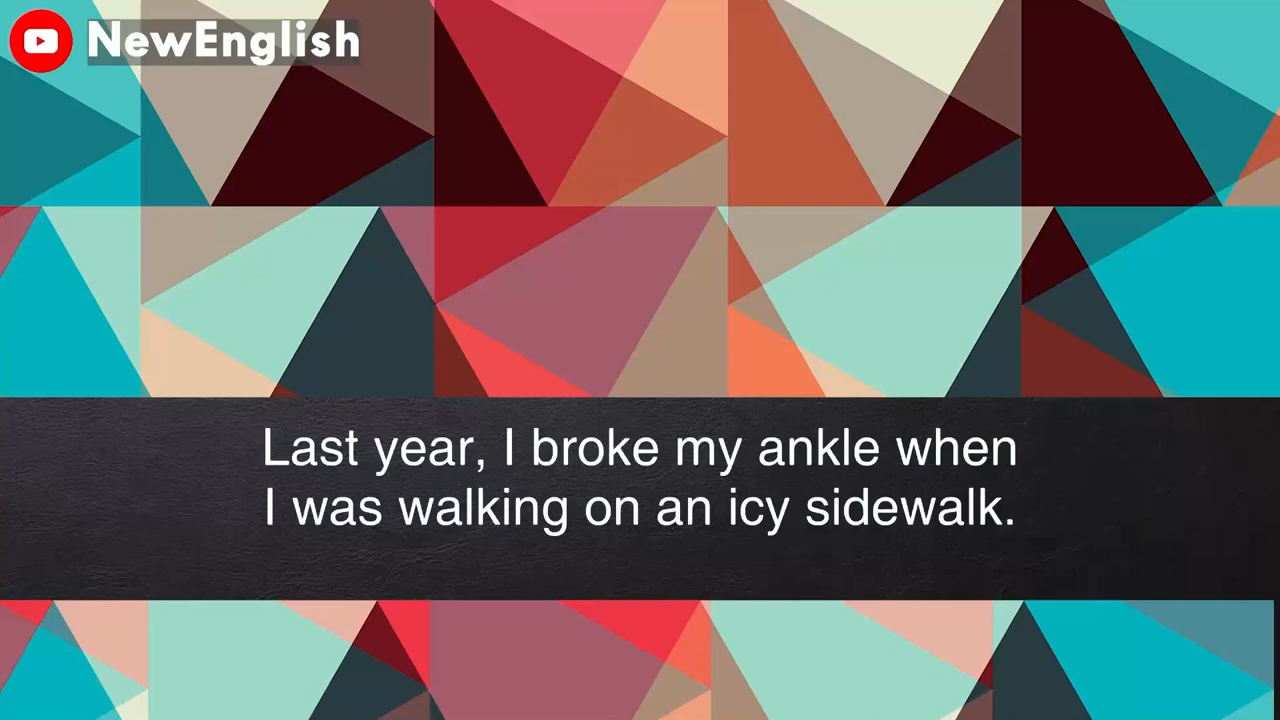 NewEnglish
Last year, I broke my ankle when
I was walking on an icy sidewalk.